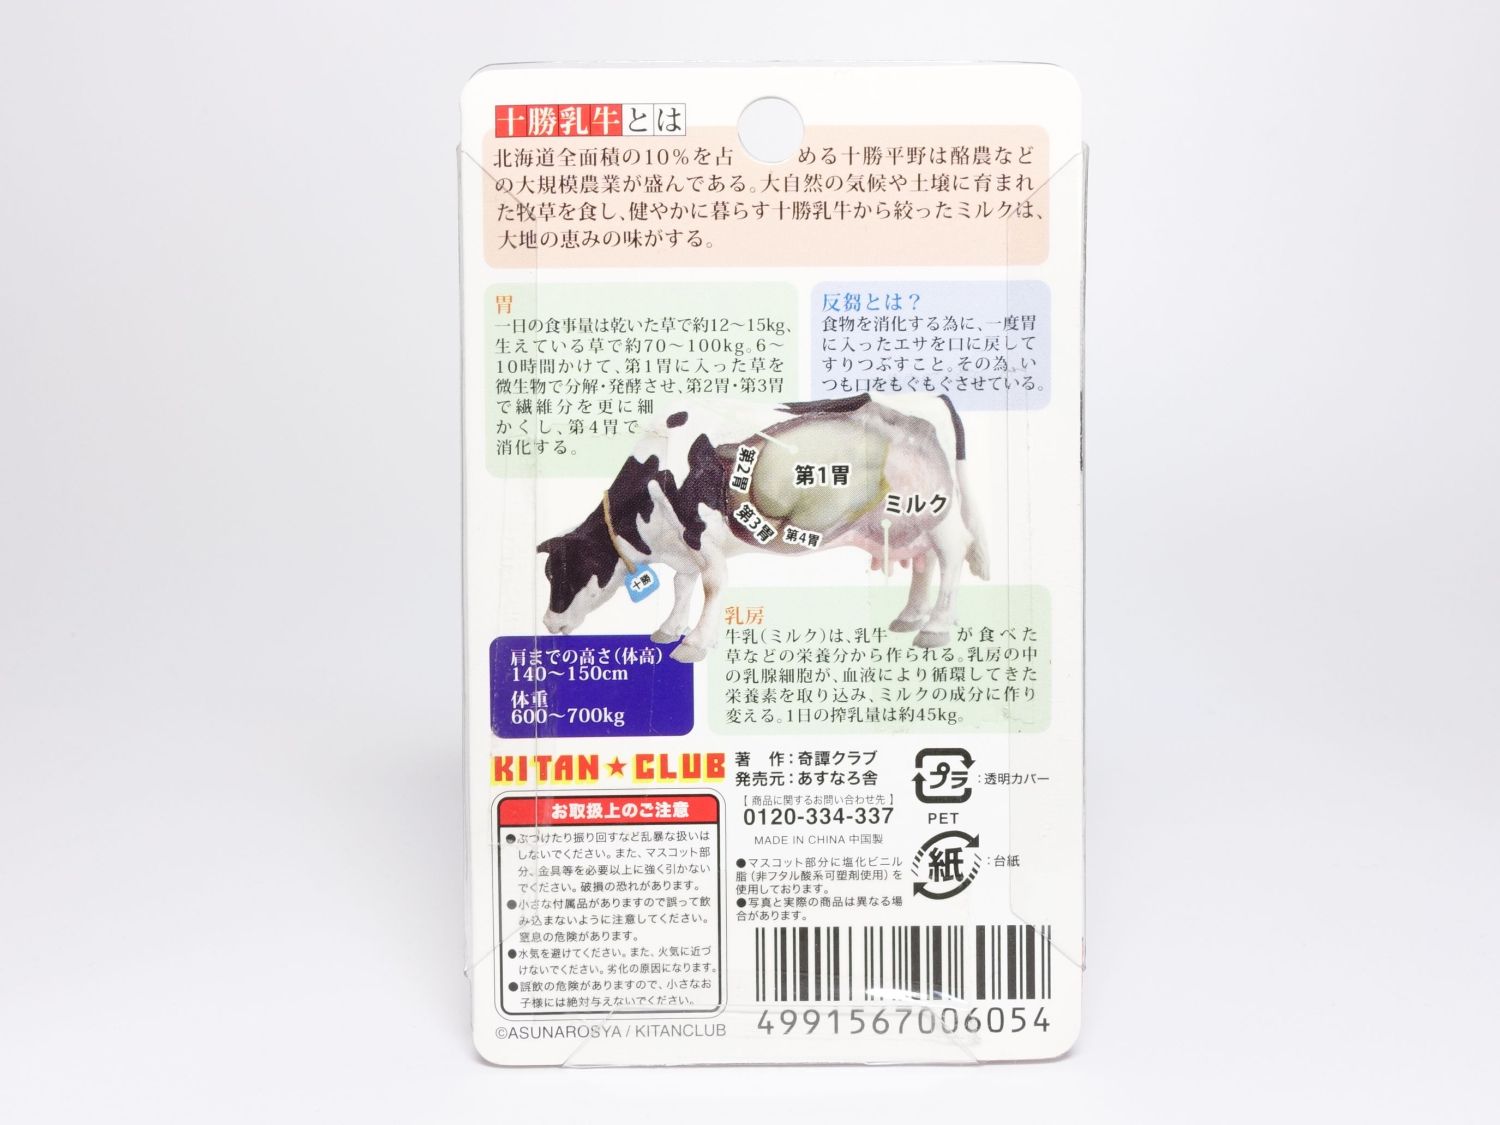 十勝乳牛とは
北海道全面積の10%を占める十勝平野は酪農など
の大規模農業が盛んである。大自然の気候や土壌に育まれ
た牧草を食し、健やかに暮らす十勝乳牛から絞ったミルクは、
大地の恵みの味がする。
胃
一日の食事量は乾いた草で約12〜15kg、
生えている草で約70〜100kg。6〜
10時間かけて、第1胃に入った草を
微生物で分解・発酵させ、第2胃・第3胃
で繊維分を更に細
かくし、第4胃で
消化する。
反芻とは?
食物を消化する為に、一度胃
に入ったエサを口に戻して
すりつぶすこと。その為、い
つも口をもぐもぐさせている。
第2胃
第1胃
ミルク
第3胃
第4胃
十勝
乳房
牛乳(ミルク)は、乳牛が食べた
草などの栄養分から作られる。乳房の中
の乳腺細胞が、血液により循環してきた
栄養素を取り込み、ミルクの成分に作り
変える。1日の搾乳量は約45kg。
肩までの高さ(体高)
140〜150cm
体重
600〜700kg
KITAN★CLUB
著 作:奇譚クラブ
発売元:あすなろ舎
【商品に関するお問い合わせ先】
0120-334-337
MADE IN CHINA 中国製
●マスコット部分に塩化ビニル
脂(非フタル酸系可塑剤使用)を
使用しております。
●写真と実際の商品は異なる場
合があります。
プラ:透明カバー
PET
紙:台紙
お取扱上のご注意
●ぶつけたり振り回すなど乱暴な扱いは
しないでください。また、マスコット部
分、金具等を必要以上に強く引かない
でください。破損の恐れがあります。
●小さな付属品がありますので誤って飲
み込まないように注意してください。
窒息の危険があります。
●水気を避けてください。また、火気に近づ
けないでください。劣化の原因になります。
●誤飲の危険がありますので、小さなお
子様には絶対与えないでください。
©ASUNAROSYA / KITANCLUB
4991567006054